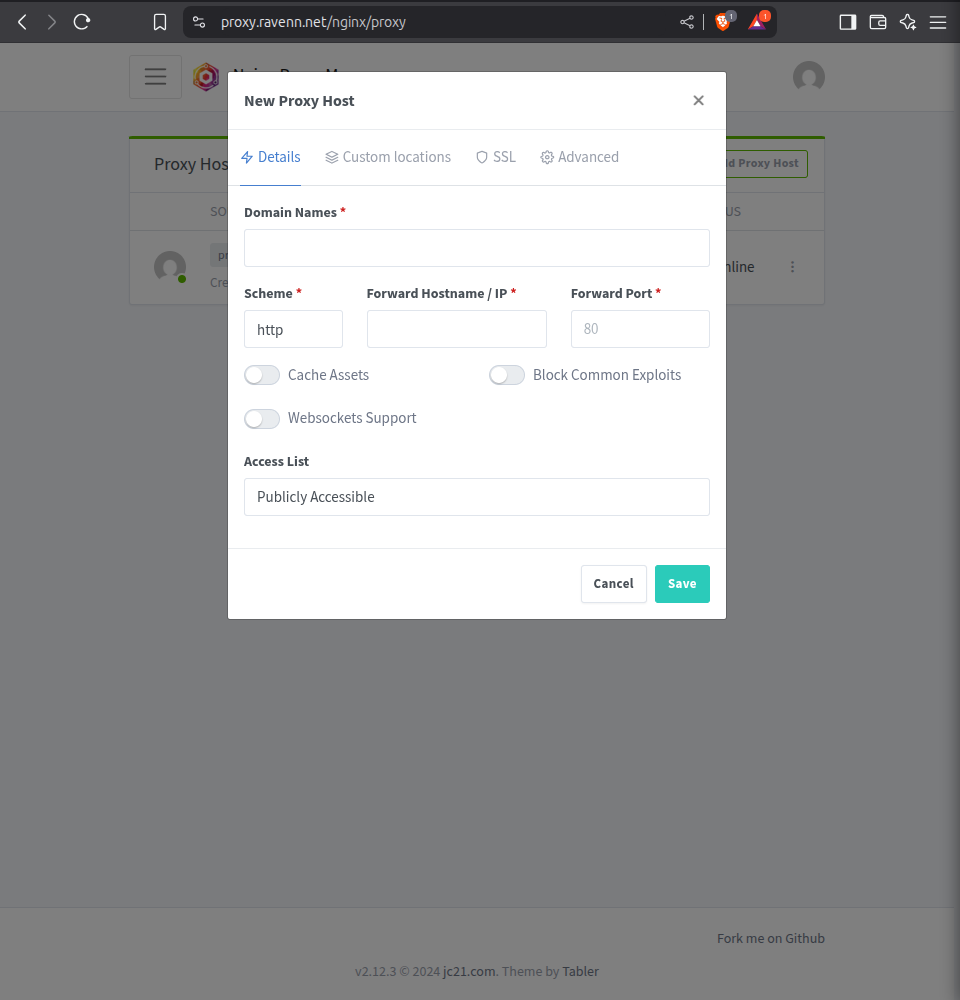 proxy.ravenn.net/nginx/proxy
1
1
New Proxy Host
Proxy Hos
d Proxy Host
Details Custom locations SSL Advanced
SO
US
Domain Names *
nline
Cre
Scheme * Forward Hostname / IP * Forward Port *
http 80
Cache Assets Block Common Exploits
Websockets Support
Access List
Publicly Accessible
Cancel Save
Fork me on Github
v2.12.3 © 2024 jc21.com. Theme by Tabler